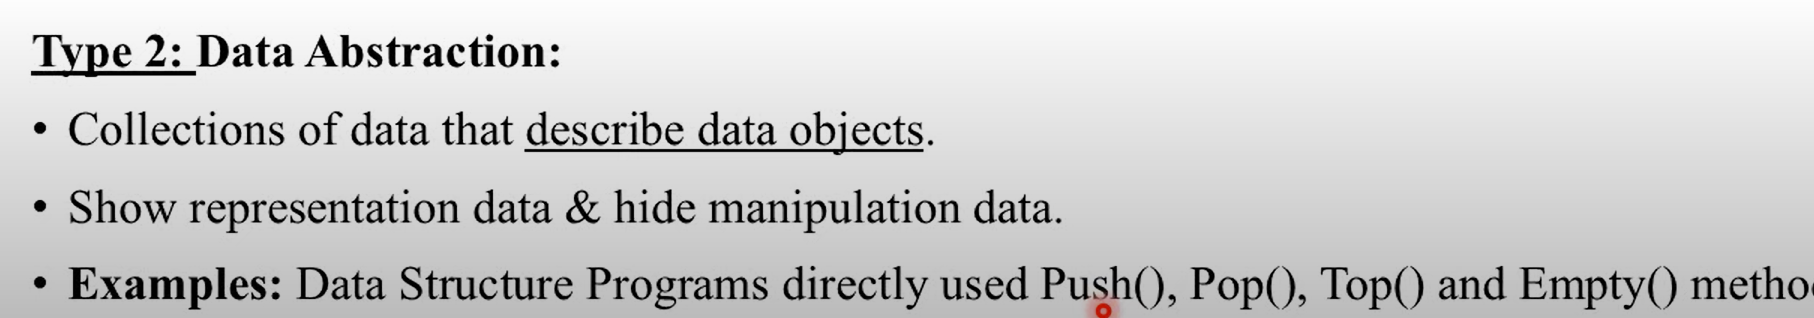 Type 2: Data Abstraction:
• Collections of data that describe data objects.
• Show representation data & hide manipulation data.
• Examples: Data Structure Programs directly used Push(), Pop(), Top() and Empty()